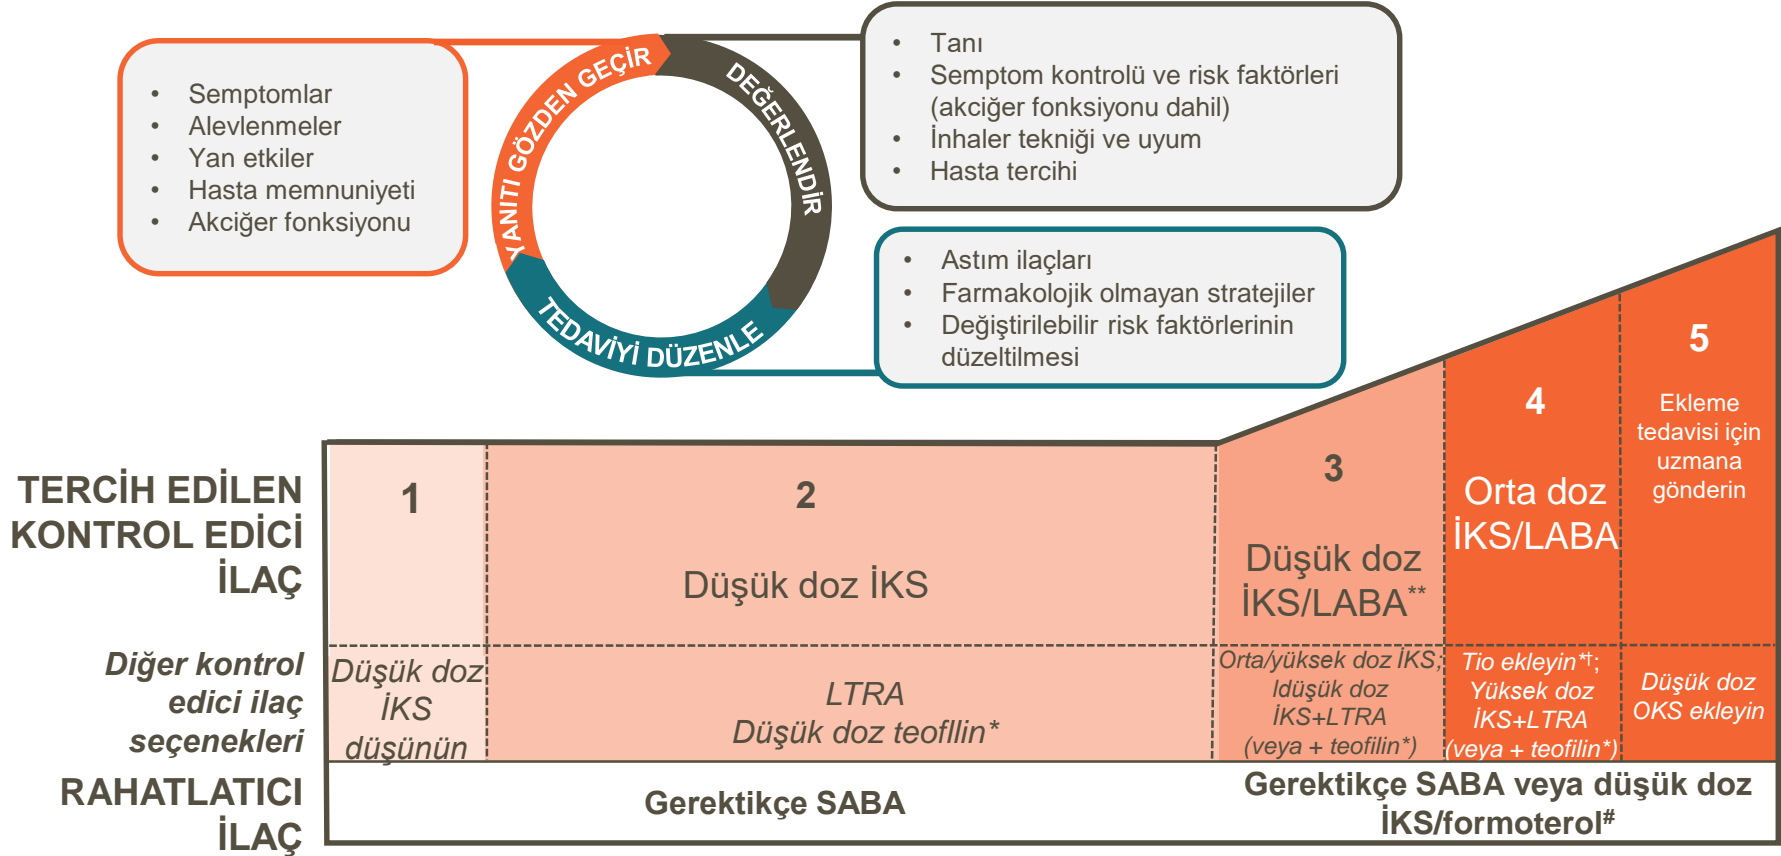 • Semptomlar
• Alevlenmeler
• Yan etkiler
• Hasta memnuniyeti
• Akciğer fonksiyonu
YANITI GÖZDEN GEÇİR
DEĞERLENDİR
TEDAVİYİ DÜZENLE
• Tanı
• Semptom kontrolü ve risk faktörleri
(akciğer fonksiyonu dahil)
• İnhaler tekniği ve uyum
• Hasta tercihi
• Astım ilaçları
• Farmakolojik olmayan stratejiler
• Değiştirilebilir risk faktörlerinin
düzeltilmesi
TERCİH EDİLEN
KONTROL EDİCİ
İLAÇ
1
2
Düşük doz İKS
3
Düşük doz
İKS/LABA**
4
Orta doz
İKS/LABA
5
Ekleme
tedavisi için
uzmana
gönderin
Diğer kontrol
edici ilaç
seçenekleri
Düşük doz
İKS
düşünün
LTRA
Düşük doz teofllin*
Orta/yüksek doz İKS;
ldüşük doz
İKS+LTRA
(veya + teofilin*)
Tio ekleyin*†;
Yüksek doz
İKS+LTRA
(veya + teofilin*)
Düşük doz
OKS ekleyin
RAHATLATICI
İLAÇ
Gerektikçe SABA
Gerektikçe SABA veya düşük doz
İKS/formoterol#